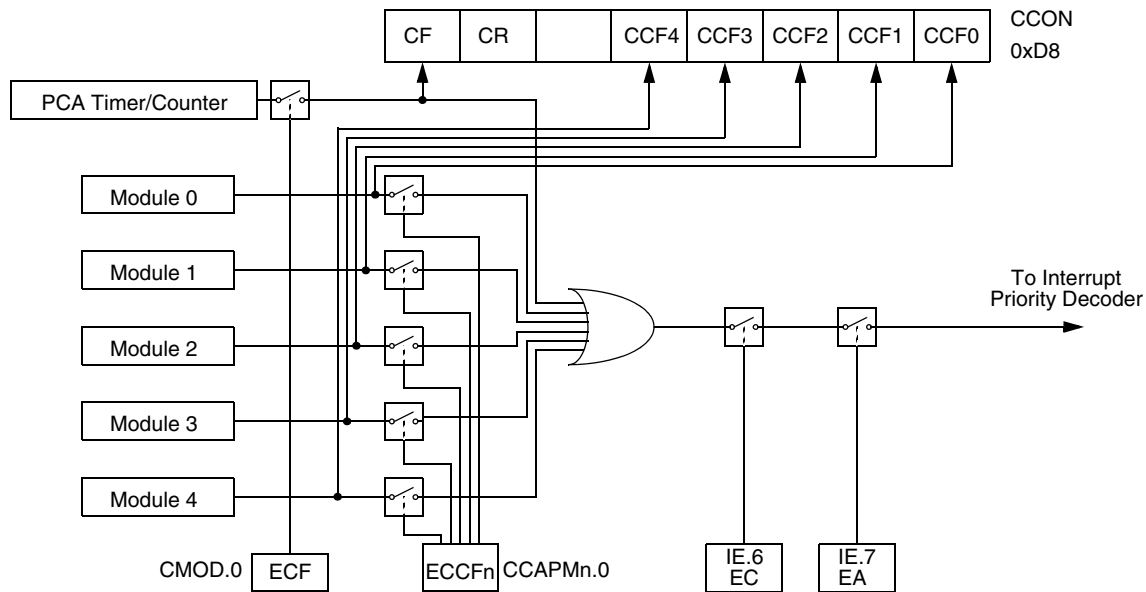 CF CR CCF4 CCF3 CCF2 CCF1 CCF0
CCON
0xD8
PCA Timer/Counter
Module 0
Module 1
Module 2
Module 3
Module 4
To Interrupt
Priority Decoder
CMOD.0 ECF
ECCFn CCAPMn.0
IE.6
EC
IE.7
EA